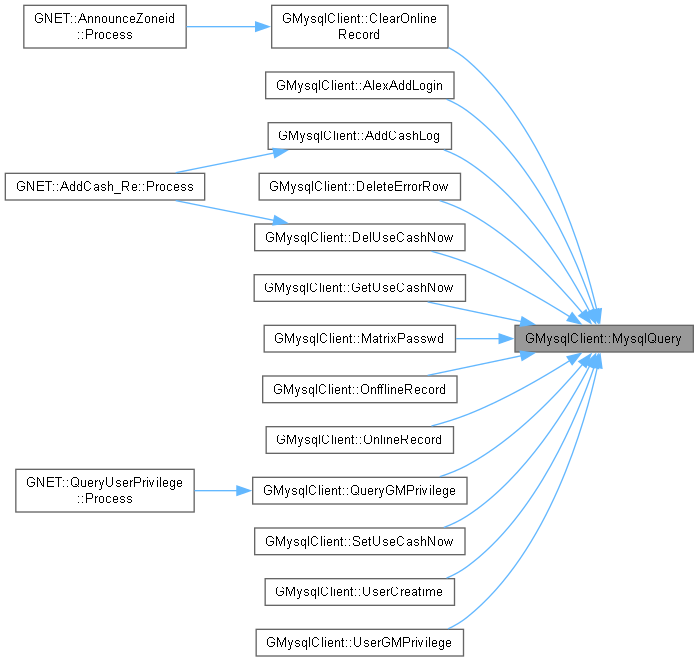 GNET::AnnounceZoneid
::Process
GMysqlClient::ClearOnline
Record
GMysqlClient::AlexAddLogin
GMysqlClient::AddCashLog
GNET::AddCash_Re::Process
GMysqlClient::DeleteErrorRow
GMysqlClient::DelUseCashNow
GMysqlClient::GetUseCashNow
GMysqlClient::MatrixPasswd
GMysqlClient::MysqlQuery
GMysqlClient::OnfflineRecord
GMysqlClient::OnlineRecord
GNET::QueryUserPrivilege
::Process
GMysqlClient::QueryGMPrivilege
GMysqlClient::SetUseCashNow
GMysqlClient::UserCreatime
GMysqlClient::UserGMPrivilege